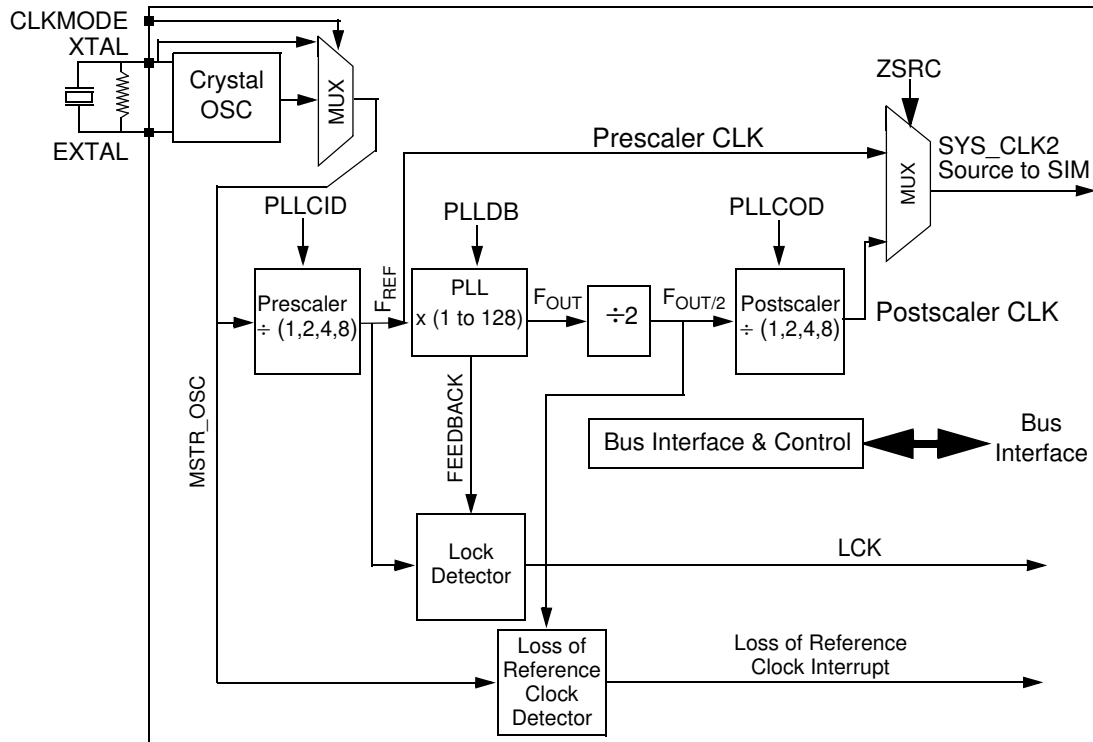 CLKMODE
XTAL
EXTAL
Crystal
OSC
MUX
ZSRC
Prescaler CLK
MUX
SYS_CLK2
Source to SIM
PLLCID
PLLDB
PLLCOD
Prescaler
÷ (1,2,4,8)
FREF
PLL
x (1 to 128)
FOUT
÷2
FOUT/2
Postscaler
÷ (1,2,4,8)
Postscaler CLK
MSTR_OSC
FEEDBACK
Bus Interface & Control
Bus
Interface
Lock
Detector
LCK
Loss of
Reference
Clock
Detector
Loss of Reference
Clock Interrupt